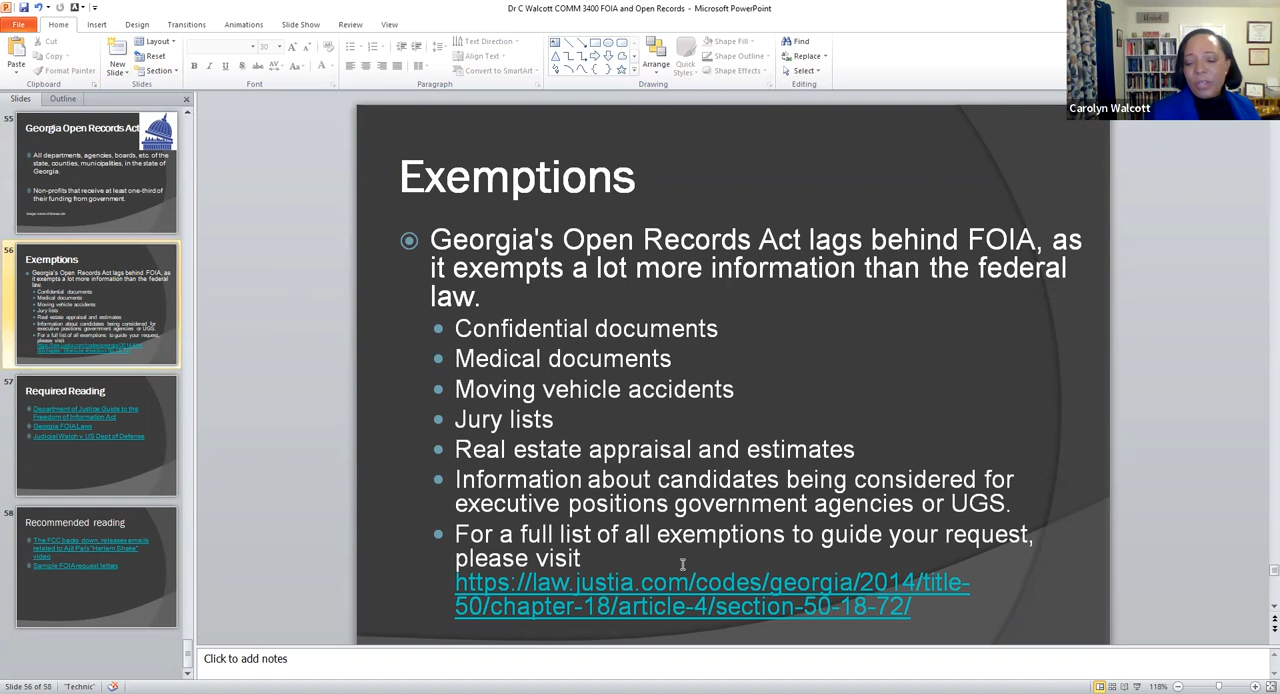 Dr C Walcott COMM 3400 FOIA and Open Records - Microsoft PowerPoint
File Home Insert Design Transitions Animations Slide Show Review View
Cut
Copy
Format Painter
Paste
Clipboard
New
Slide
Layout
Reset
Section
Slides
30
Font
Paragraph
Text Direction
Align Text
Convert to SmartArt
Drawing
Arrange
Quick
Styles
Shape Fill
Shape Outline
Shape Effects
Find
Replace
Select
Editing
Carolyn Walcott
Slides Outline
55
Georgia Open Records Act
All departments, agencies, boards, etc. of the
state, counties, municipalities, in the state of
Georgia.
Non-profits that receive at least one-third of
their funding from government.
56
Exemptions
Georgia's Open Records Act lags behind FOIA, as
it exempts a lot more information than the federal
law.
Confidential documents
Medical documents
Moving vehicle accidents
Jury lists
Real estate appraisal and estimates
Information about candidates being considered for
executive positions government agencies or UGS.
For a full list of all exemptions to guide your request,
please visit
57
Required Reading
Department of Justice Guide to the
Freedom of Information Act
Georgia FOIA Laws
Judicial Watch v. US Dept of Defense
58
Recommended reading
The FCC backs down, releases emails
related to Ajit Pai's "Harlem Shake"
video
Sample FOIA request letters
Exemptions
Georgia's Open Records Act lags behind FOIA, as
it exempts a lot more information than the federal
law.
Confidential documents
Medical documents
Moving vehicle accidents
Jury lists
Real estate appraisal and estimates
Information about candidates being considered for
executive positions government agencies or UGS.
For a full list of all exemptions to guide your request,
please visit
https://law.justia.com/codes/georgia/2014/title-
50/chapter-18/article-4/section-50-18-72/
Click to add notes
Slide 56 of 58 "Technic" 118%